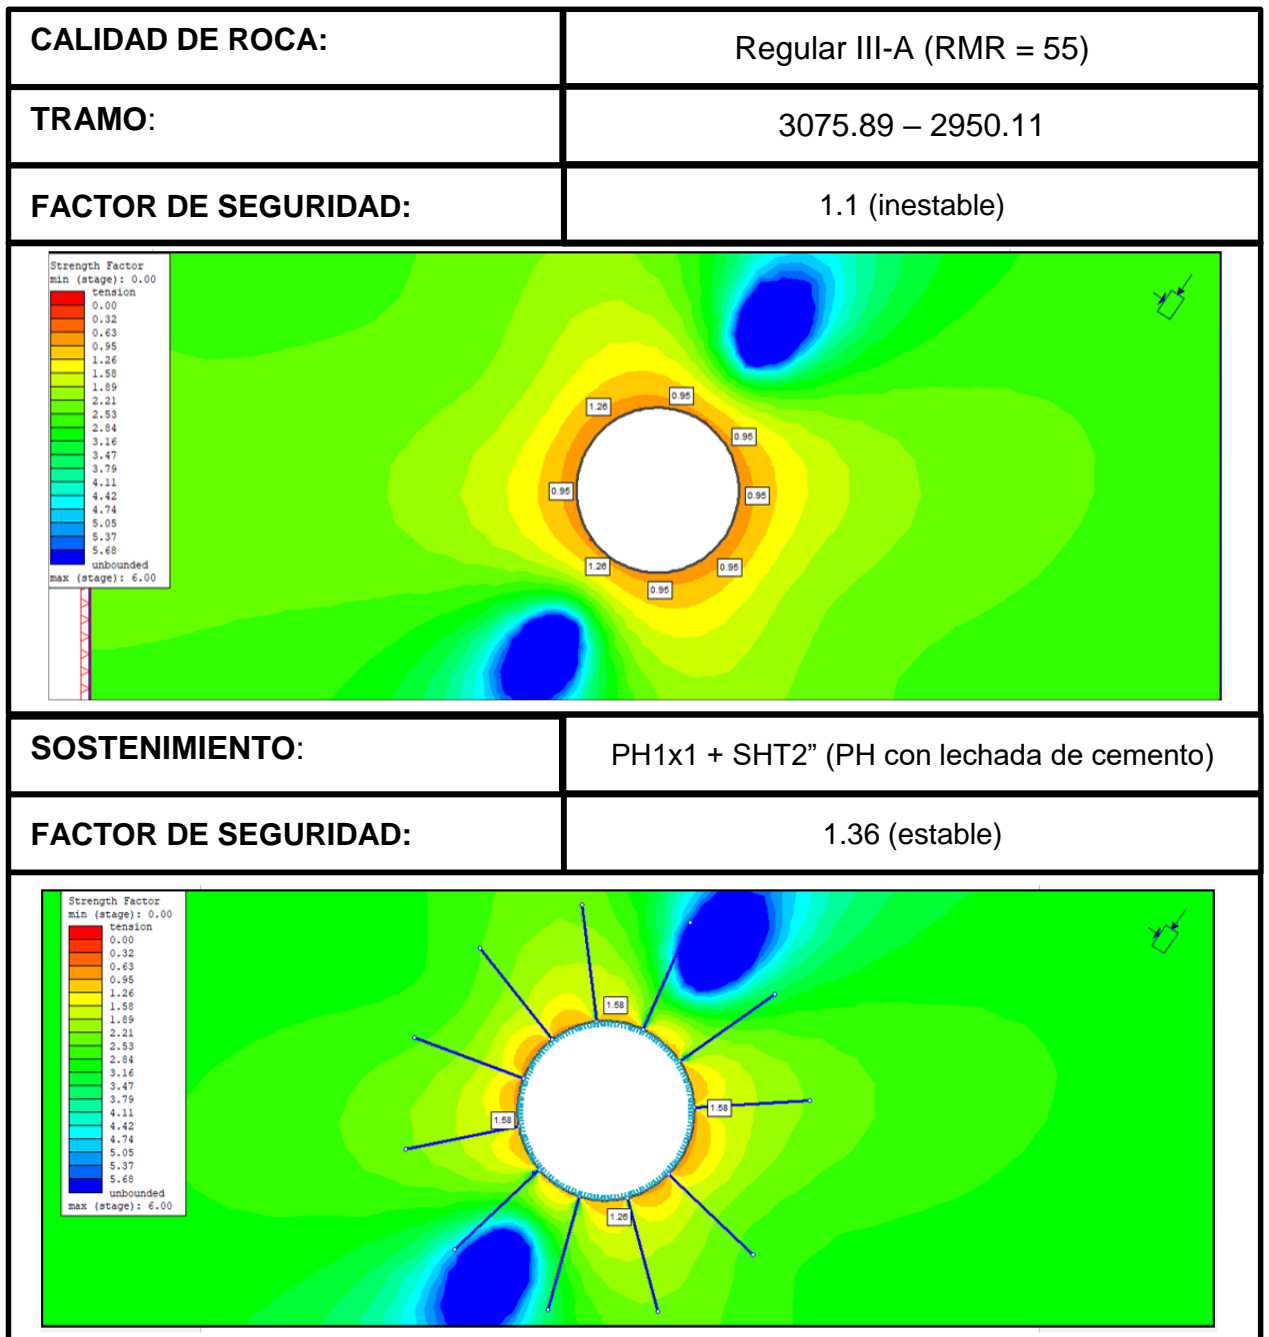 CALIDAD DE ROCA:
Regular III-A (RMR = 55)
TRAMO:
3075.89 – 2950.11
FACTOR DE SEGURIDAD:
1.1 (inestable)
Strength Factor
min (stage): 0.00
tension
0.00
0.32
0.63
0.95
1.26
1.58
1.89
2.21
2.53
2.84
3.16
3.47
3.79
4.11
4.42
4.74
5.05
5.37
5.68
unbounded
max (stage): 6.00
0.95
1.26
0.95
0.95
0.95
1.26
0.95
0.95
SOSTENIMIENTO:
PH1x1 + SHT2” (PH con lechada de cemento)
FACTOR DE SEGURIDAD:
1.36 (estable)
Strength Factor
min (stage): 0.00
tension
0.00
0.32
0.63
0.95
1.26
1.58
1.89
2.21
2.53
2.84
3.16
3.47
3.79
4.11
4.42
4.74
5.05
5.37
5.68
unbounded
max (stage): 6.00
1.58
1.58
1.58
1.26